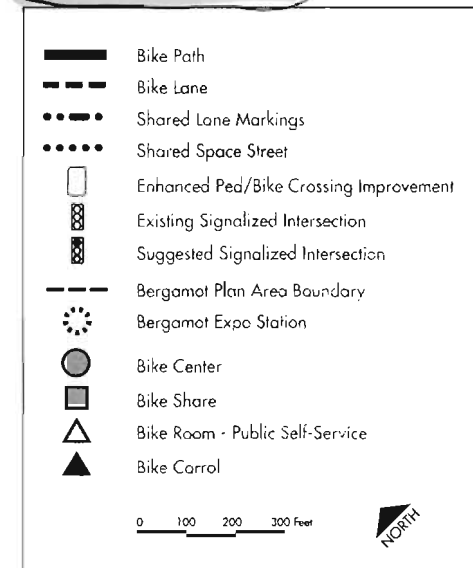 Bike Path
Bike Lane
Shared Lane Markings
Shared Space Street
Enhanced Ped/Bike Crossing Improvement
Existing Signalized Intersection
Suggested Signalized Intersection
Bergamot Plan Area Boundary
Bergamot Expo Station
Bike Center
Bike Share
Bike Room - Public Self-Service
Bike Corral
0 100 200 300 Feet
NORTH